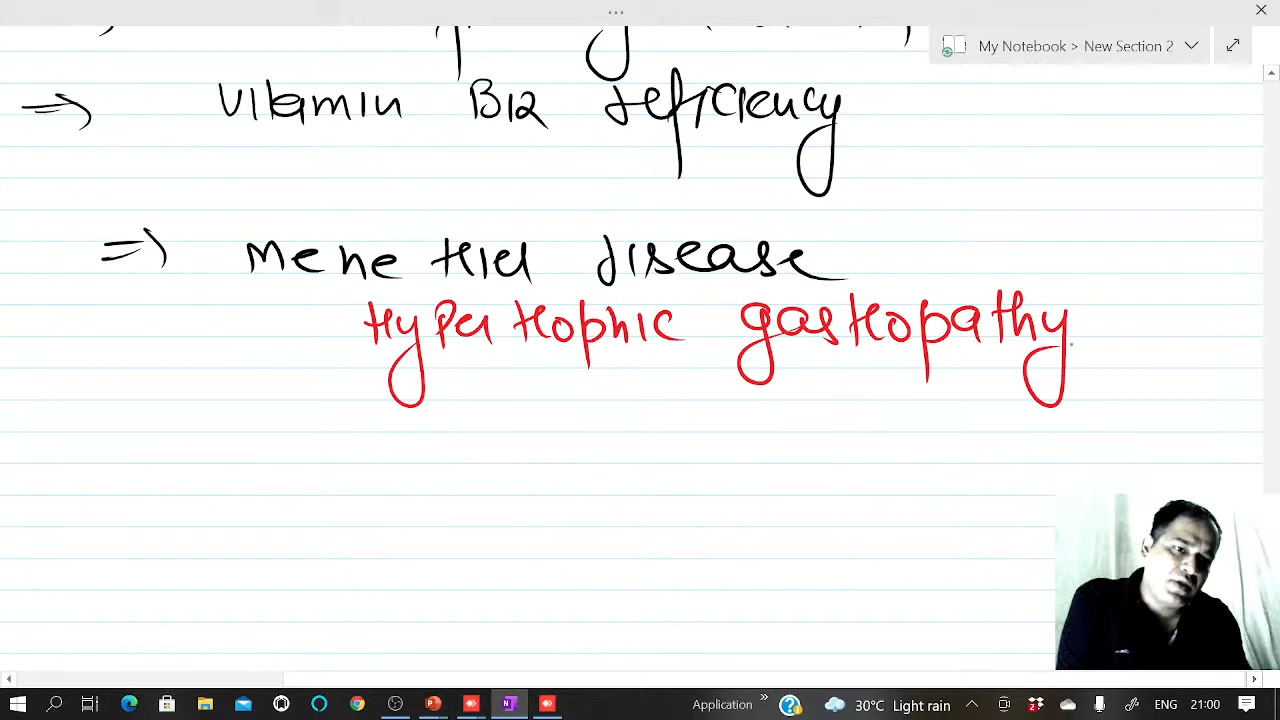 My Notebook > New Section 2
=> Vitamin B12 deficiency
=> Menetrier disease
Hypertrophic gastropathy
Application
30°C Light rain
ENG
21:00